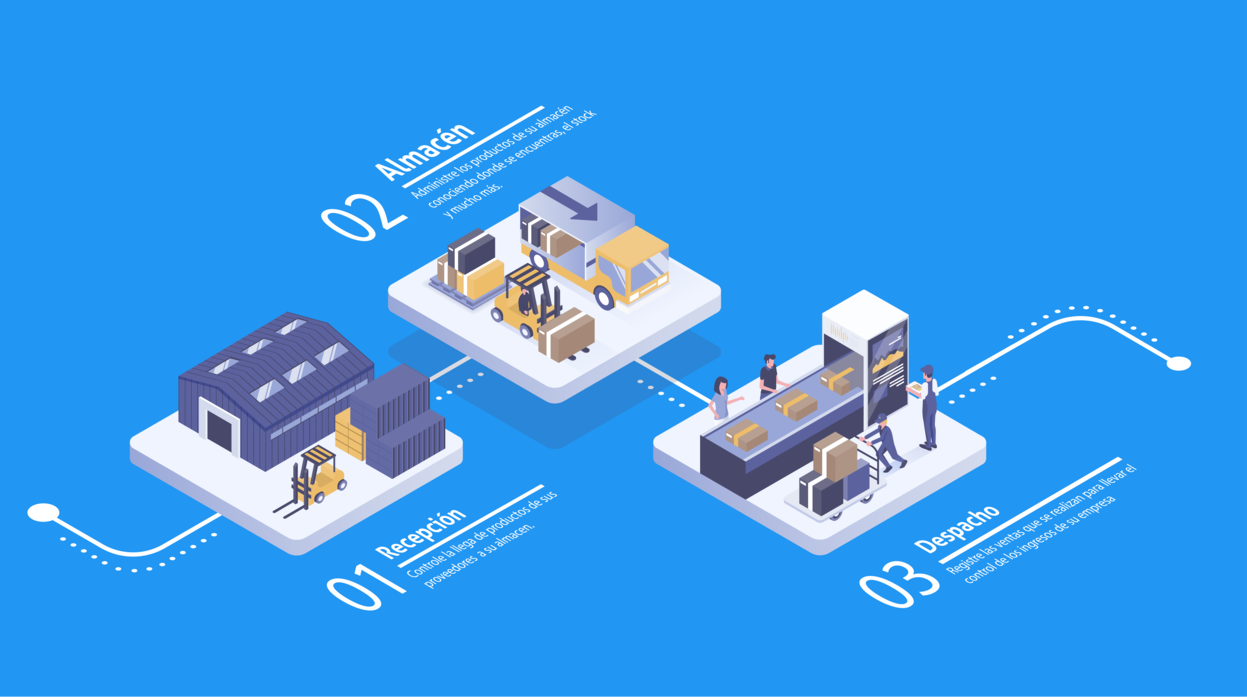 01
Recepción
Controle la llega de productos de sus
proveedores a su almacen.
02
Almacén
Administre los productos de su almacén
conociendo donde se encuentras, el stock
y mucho más.
03
Despacho
Registre las ventas que se realizan para llevar el
control de los ingresos de su empresa